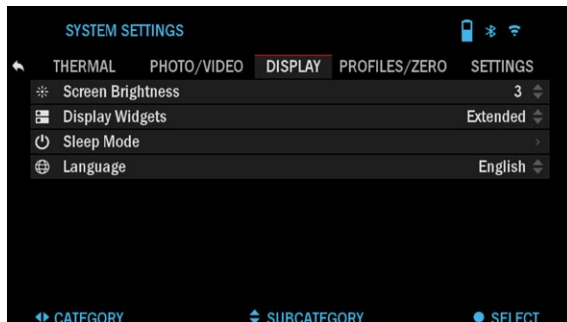 SYSTEM SETTINGS
THERMAL PHOTO/VIDEO DISPLAY PROFILES/ZERO SETTINGS
Screen Brightness 3
Display Widgets Extended
Sleep Mode
Language English
CATEGORY SUBCATEGORY SELECT